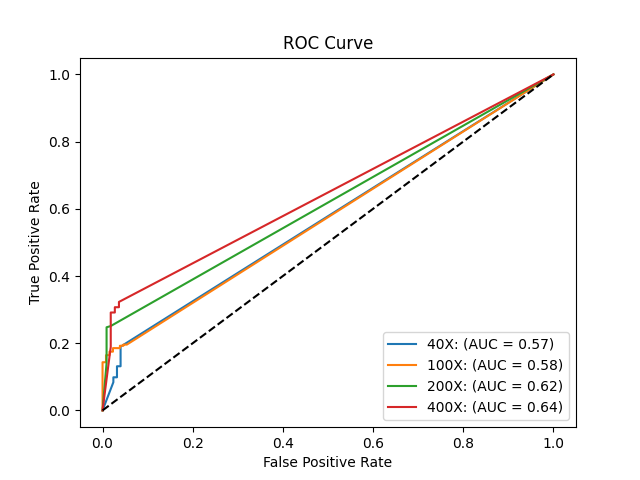 ROC Curve
True Positive Rate
1.0
0.8
0.6
0.4
0.2
0.0
0.0 0.2 0.4 0.6 0.8 1.0
False Positive Rate
40X: (AUC = 0.57)
100X: (AUC = 0.58)
200X: (AUC = 0.62)
400X: (AUC = 0.64)